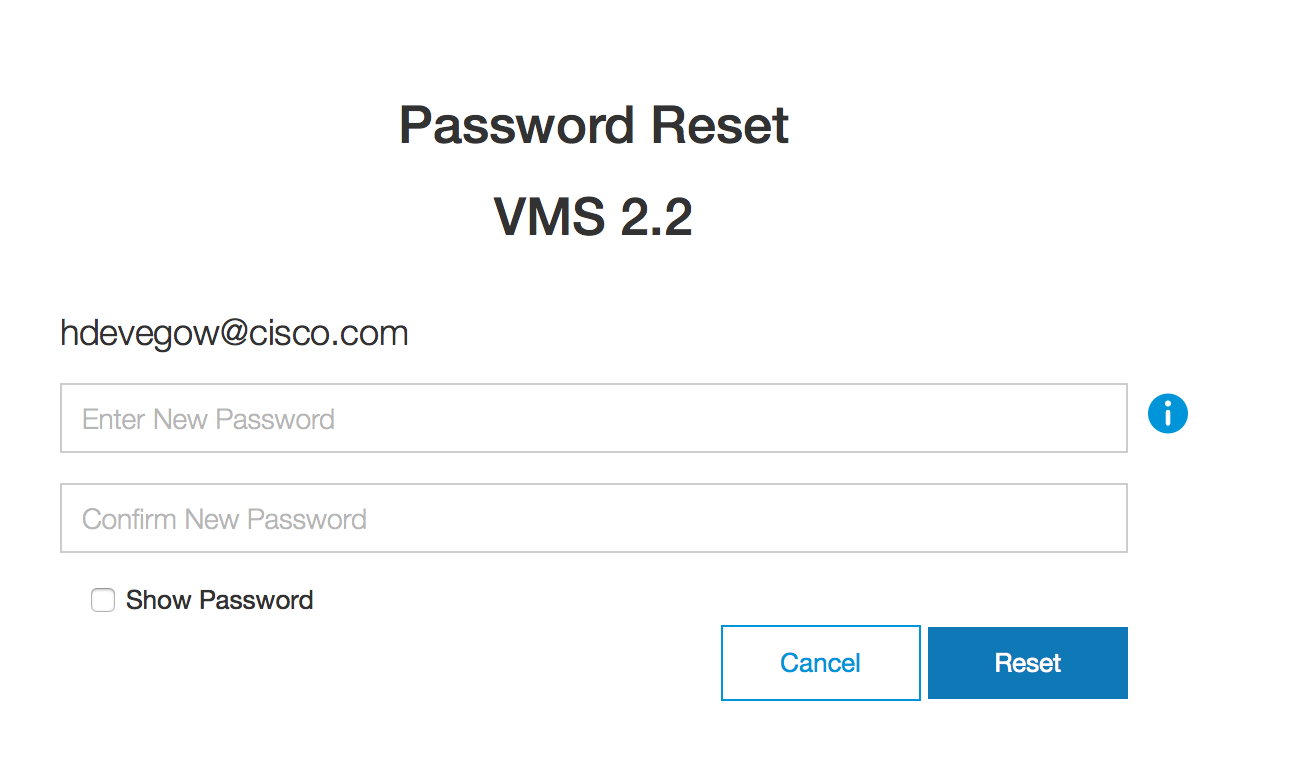 Password Reset
VMS 2.2
hdevegow@cisco.com
Enter New Password
Confirm New Password
Show Password
Cancel Reset